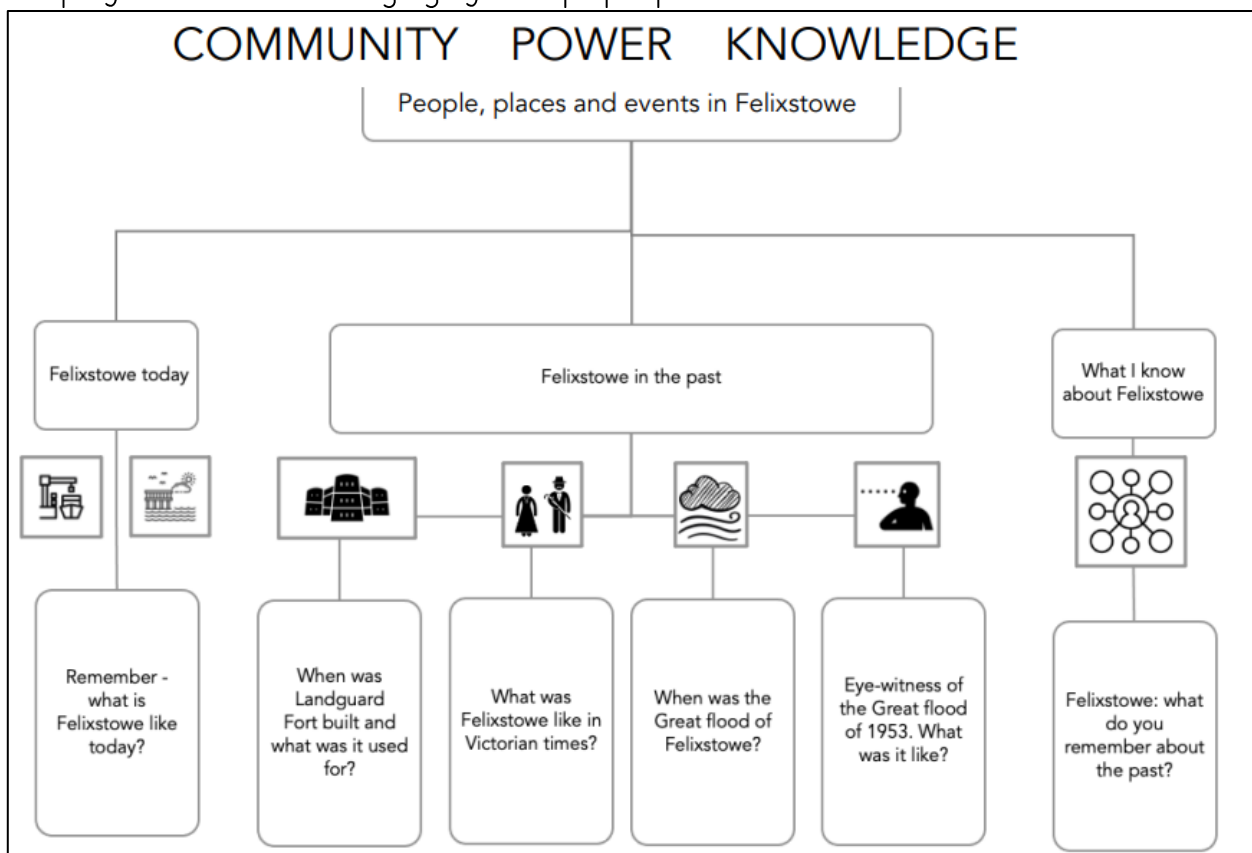 COMMUNITY POWER KNOWLEDGE
People, places and events in Felixstowe
Felixstowe today
Felixstowe in the past
What I know
about Felixstowe
Remember -
what is
Felixstowe like
today?
When was
Landguard
Fort built and
what was it used
for?
What was
Felixstowe like in
Victorian times?
When was the
Great flood of
Felixstowe?
Eye-witness of
the Great flood
of 1953. What
was it like?
Felixstowe: what
do you
remember about
the past?